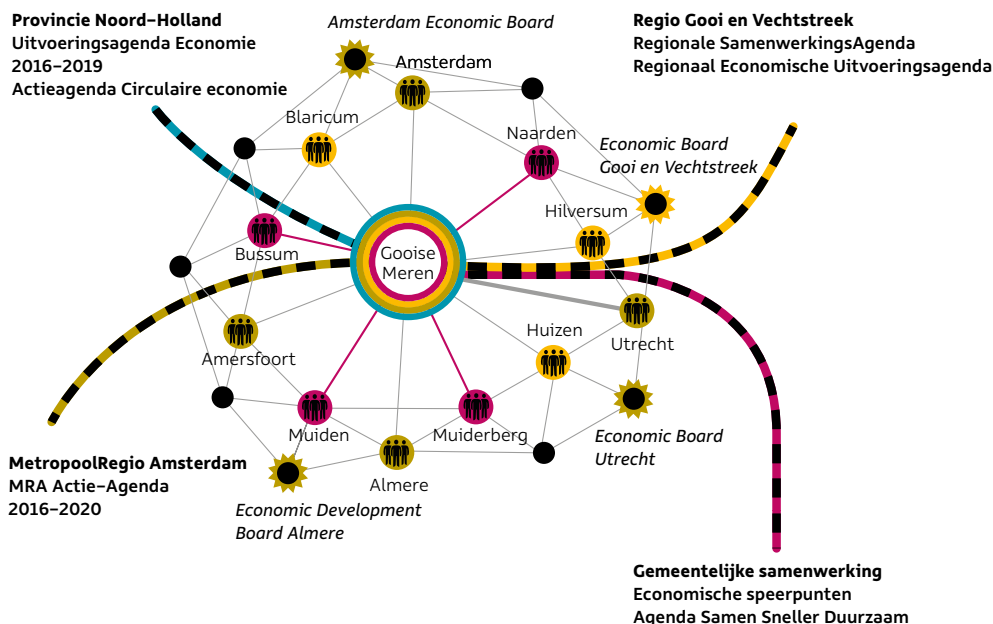 Provincie Noord–Holland
Uitvoeringsagenda Economie
2016–2019
Actieagenda Circulaire economie
Amsterdam Economic Board
Regio Gooi en Vechtstreek
Regionale SamenwerkingsAgenda
Regionaal Economische Uitvoeringsagenda
Amsterdam
Blaricum
Naarden
Economic Board
Gooi en Vechtstreek
Hilversum
Bussum
Gooise
Meren
Huizen
Utrecht
Amersfoort
Muiden
Muiderberg
Economic Board
Utrecht
MetropoolRegio Amsterdam
MRA Actie–Agenda
2016–2020
Almere
Economic Development
Board Almere
Gemeentelijke samenwerking
Economische speerpunten
Agenda Samen Sneller Duurzaam